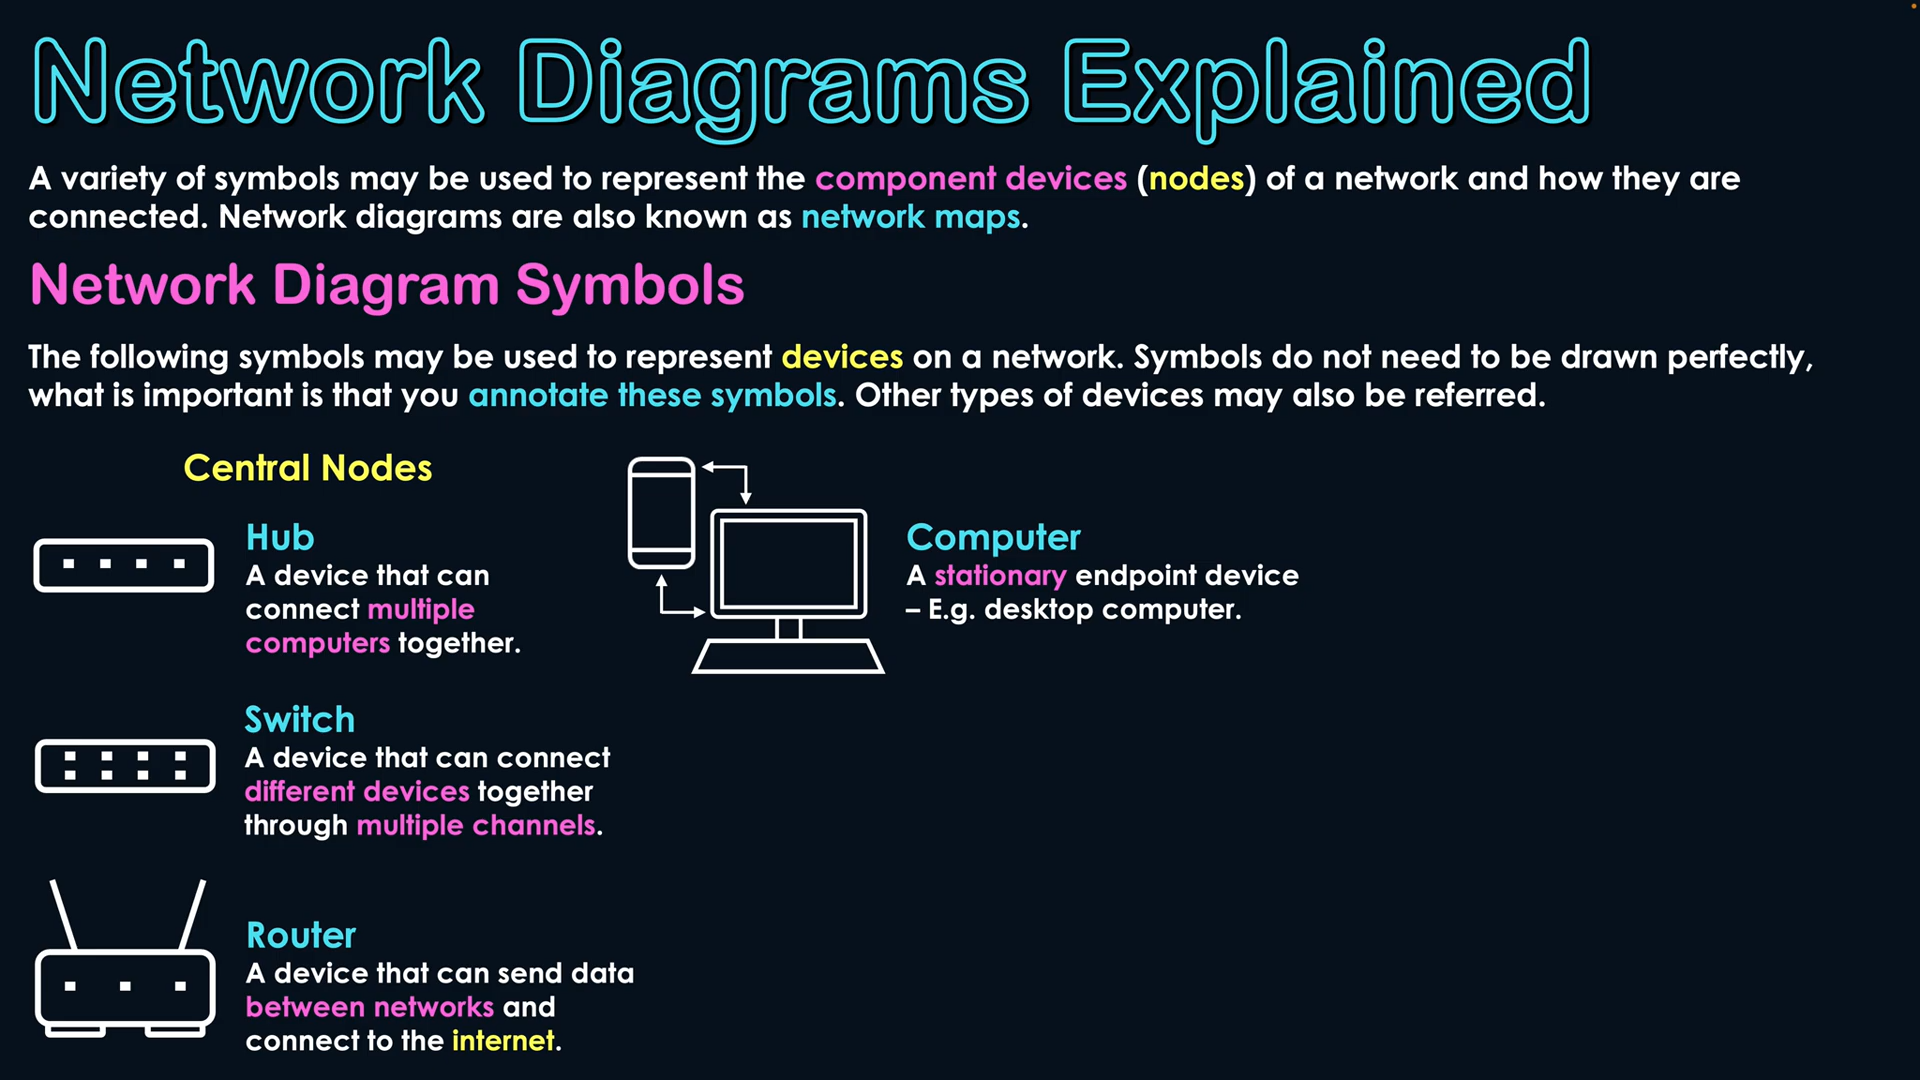 Network Diagrams Explained
A variety of symbols may be used to represent the component devices (nodes) of a network and how they are
connected. Network diagrams are also known as network maps.
Network Diagram Symbols
The following symbols may be used to represent devices on a network. Symbols do not need to be drawn perfectly,
what is important is that you annotate these symbols. Other types of devices may also be referred.
Central Nodes
Hub
A device that can
connect multiple
computers together.
Switch
A device that can connect
different devices together
through multiple channels.
Router
A device that can send data
between networks and
connect to the internet.
Computer
A stationary endpoint device
– E.g. desktop computer.